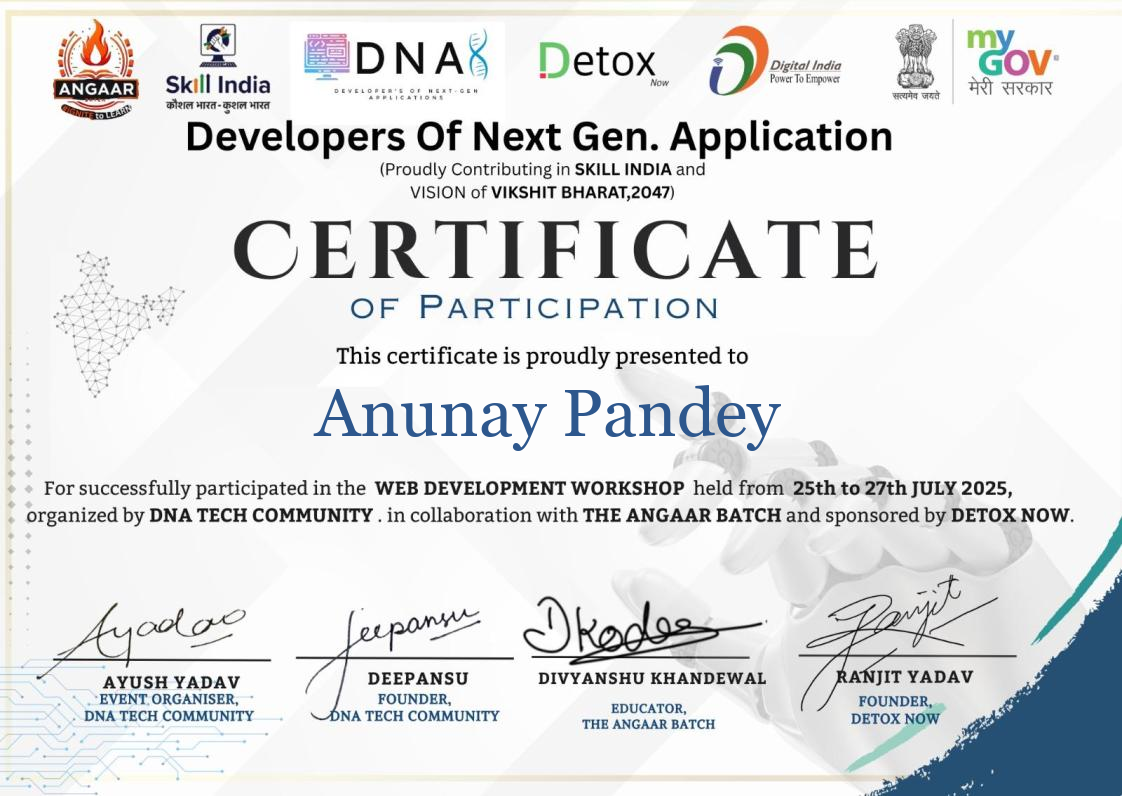 ANGAAR
IGNITE to LEARN
Skill India
कौशल भारत - कुशल भारत
DNA
DEVELOPER'S OF NEXT-GEN
APPLICATIONS
Detox
Now
Digital India
Power To Empower
सत्यमेव जयते
my
GOV
मेरी सरकार
Developers Of Next Gen. Application
(Proudly Contributing in SKILL INDIA and
VISION of VIKSHIT BHARAT,2047)
CERTIFICATE
OF PARTICIPATION
This certificate is proudly presented to
Anunay Pandey
For successfully participated in the WEB DEVELOPMENT WORKSHOP held from 25th to 27th JULY 2025,
organized by DNA TECH COMMUNITY . in collaboration with THE ANGAAR BATCH and sponsored by DETOX NOW.
Ayadav
Jeepansu
Dkodes
Ranjit
AYUSH YADAV
EVENT ORGANISER,
DNA TECH COMMUNITY
DEEPANSU
FOUNDER,
DNA TECH COMMUNITY
DIVYANSHU KHANDEWAL
EDUCATOR,
THE ANGAAR BATCH
RANJIT YADAV
FOUNDER,
DETOX NOW